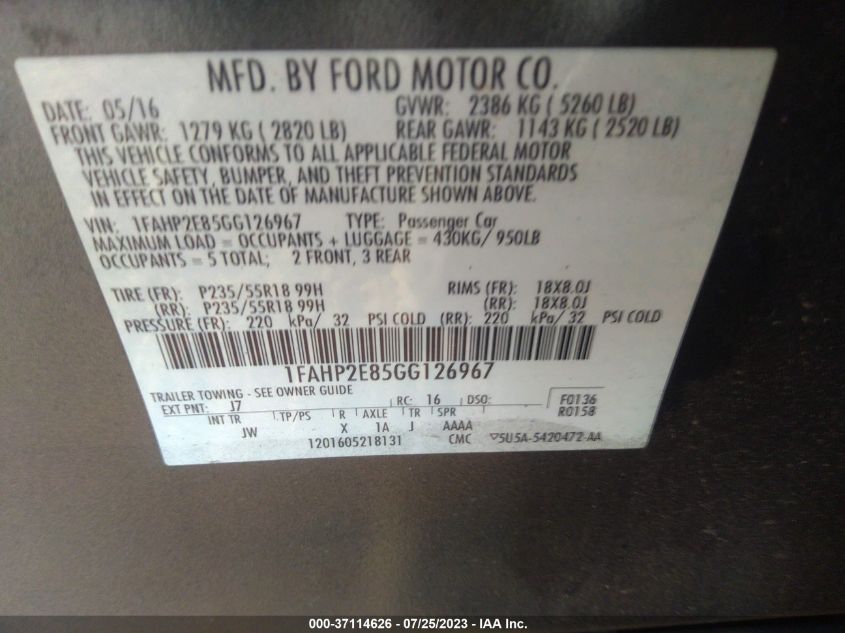 MFD. BY FORD MOTOR CO.
DATE: 05/16 GVWR: 2386 KG ( 5260 LB)
FRONT GAWR: 1279 KG ( 2820 LB) REAR GAWR: 1143 KG ( 2520 LB)
THIS VEHICLE CONFORMS TO ALL APPLICABLE FEDERAL MOTOR
VEHICLE SAFETY, BUMPER, AND THEFT PREVENTION STANDARDS
IN EFFECT ON THE DATE OF MANUFACTURE SHOWN ABOVE.
VIN: 1FAHP2E85GG126967 TYPE: Passenger Car
MAXIMUM LOAD = OCCUPANTS + LUGGAGE = 430KG/ 950LB
OCCUPANTS = 5 TOTAL; 2 FRONT, 3 REAR
TIRE (FR): P235/55R18 99H RIMS (FR): 18X8.0J
(RR): P235/55R18 99H (RR): 18X8.0J
PRESSURE (FR): 220 kPa/ 32 PSI COLD (RR): 220 kPa/ 32 PSI COLD
1FAHP2E85GG126967
TRAILER TOWING - SEE OWNER GUIDE
EXT PNT: J7 RC: 16 DSO: F0136
R0158
INT TR TP/PS R AXLE TR SPR
JW X 1A J AAAA
1201605218131 CMC ▽5U5A-5420472-AA
000-37114626 - 07/25/2023 - IAA Inc.